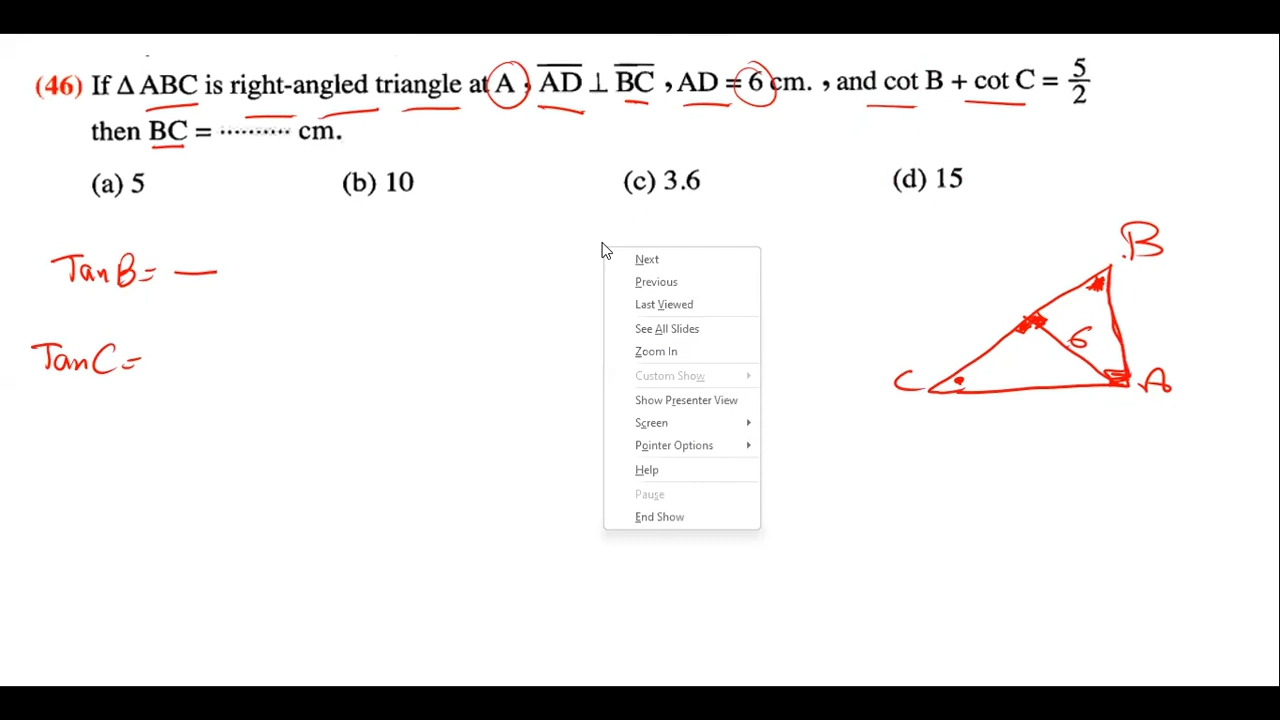 (46) If Δ ABC is right-angled triangle at A , AD ⊥ BC , AD = 6 cm. , and cot B + cot C = 5/2
then BC = ·········· cm.
(a) 5 (b) 10 (c) 3.6 (d) 15
Tan B = —
Tan C =
B
6
C
A
Next
Previous
Last Viewed
See All Slides
Zoom In
Custom Show
Show Presenter View
Screen
Pointer Options
Help
Pause
End Show